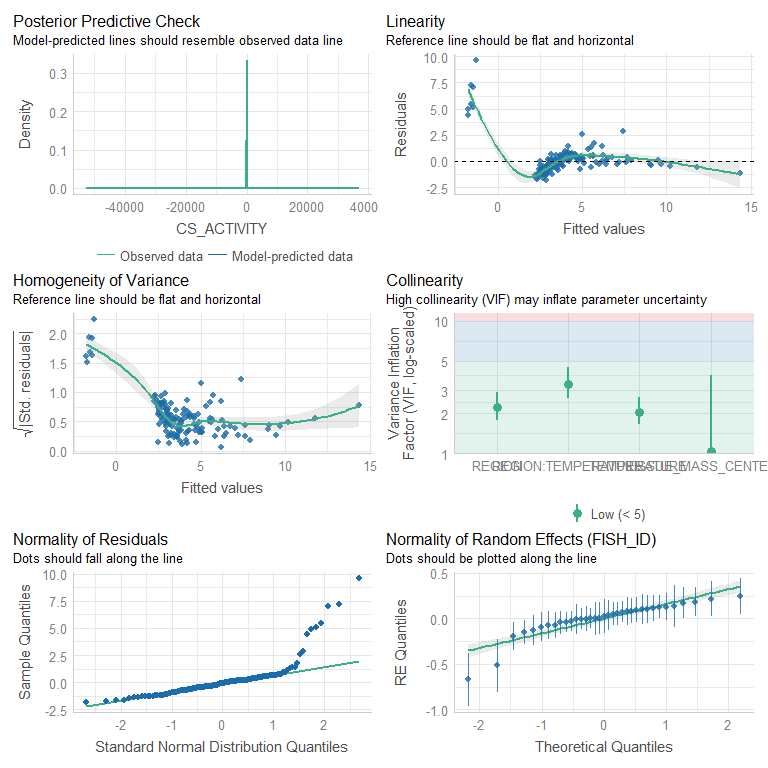 Posterior Predictive Check
Model-predicted lines should resemble observed data line
Density
0.3
0.2
0.1
0.0
-40000 -20000 0 20000 40000
CS_ACTIVITY
Observed data Model-predicted data
Linearity
Reference line should be flat and horizontal
Residuals
10.0
7.5
5.0
2.5
0.0
-2.5
0 5 10 15
Fitted values
Homogeneity of Variance
Reference line should be flat and horizontal
√|Std. residuals|
2.0
1.5
1.0
0.5
0.0
0 5 10 15
Fitted values
Collinearity
High collinearity (VIF) may inflate parameter uncertainty
Variance Inflation
Factor (VIF, log-scaled)
10
5
3
2
1
Low (< 5)
Normality of Residuals
Dots should fall along the line
Sample Quantiles
10.0
7.5
5.0
2.5
0.0
-2.5
-2 -1 0 1 2
Standard Normal Distribution Quantiles
Normality of Random Effects (FISH_ID)
Dots should be plotted along the line
RE Quantiles
0.5
0.0
-0.5
-1.0
-2 -1 0 1 2
Theoretical Quantiles